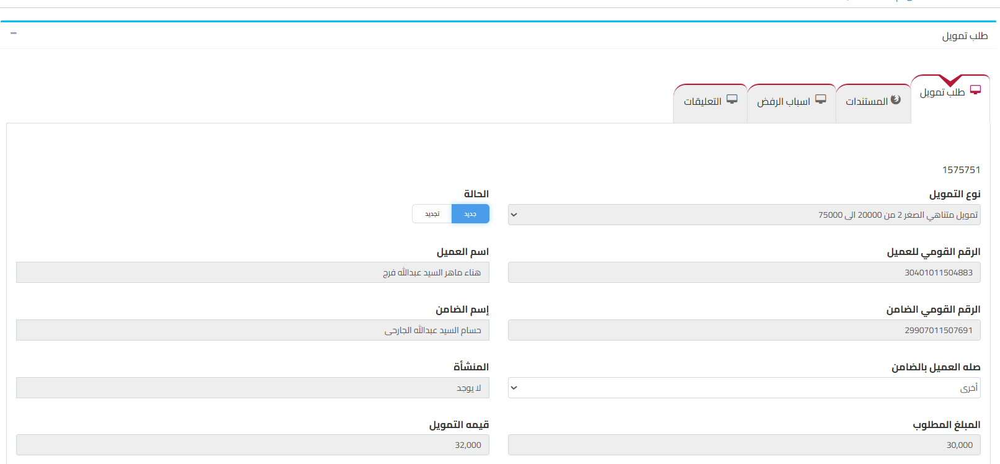 طلب تمويل
طلب تمويل
المستندات
اسباب الرفض
التعليقات
1575751
نوع التمويل
الحالة
تمويل متناهي الصغر 2 من 20000 الى 75000
جديد
تجديد
الرقم القومي للعميل
اسم العميل
30401011504883
هناء ماهر السيد عبدالله فرج
الرقم القومي الضامن
إسم الضامن
29907011507691
حسام السيد عبدالله الجارحى
صله العميل بالضامن
المنشأة
أخرى
لا يوجد
المبلغ المطلوب
قيمه التمويل
30,000
32,000